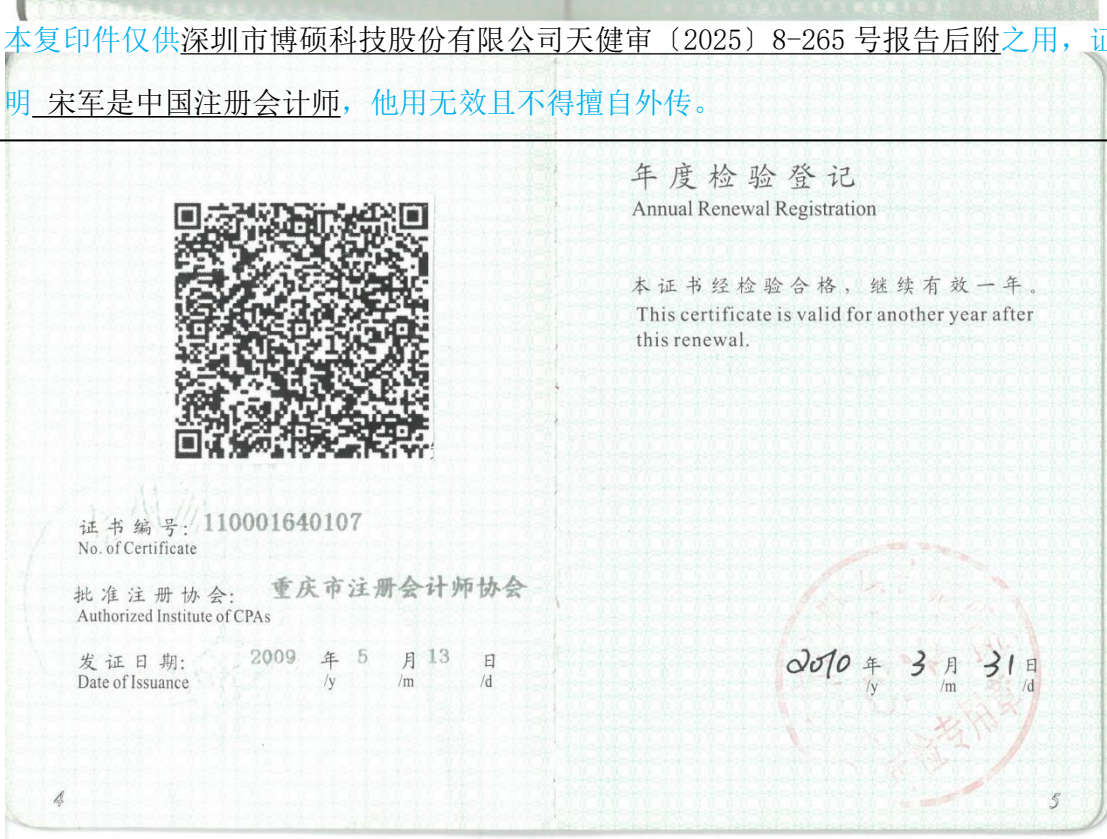 本复印件仅供深圳市博硕科技股份有限公司天健审〔2025〕8-265 号报告后附之用，证
明 宋军是中国注册会计师，他用无效且不得擅自外传。
证书编号: 110001640107
No. of Certificate
批准注册协会: 重庆市注册会计师协会
Authorized Institute of CPAs
发证日期: 2009 年 5 月 13 日
Date of Issuance /y /m /d
4
年度检验登记
Annual Renewal Registration
本证书经检验合格，继续有效一年。
This certificate is valid for another year after
this renewal.
2010 年 3 月 31 日
/y /m /d
专用章
5